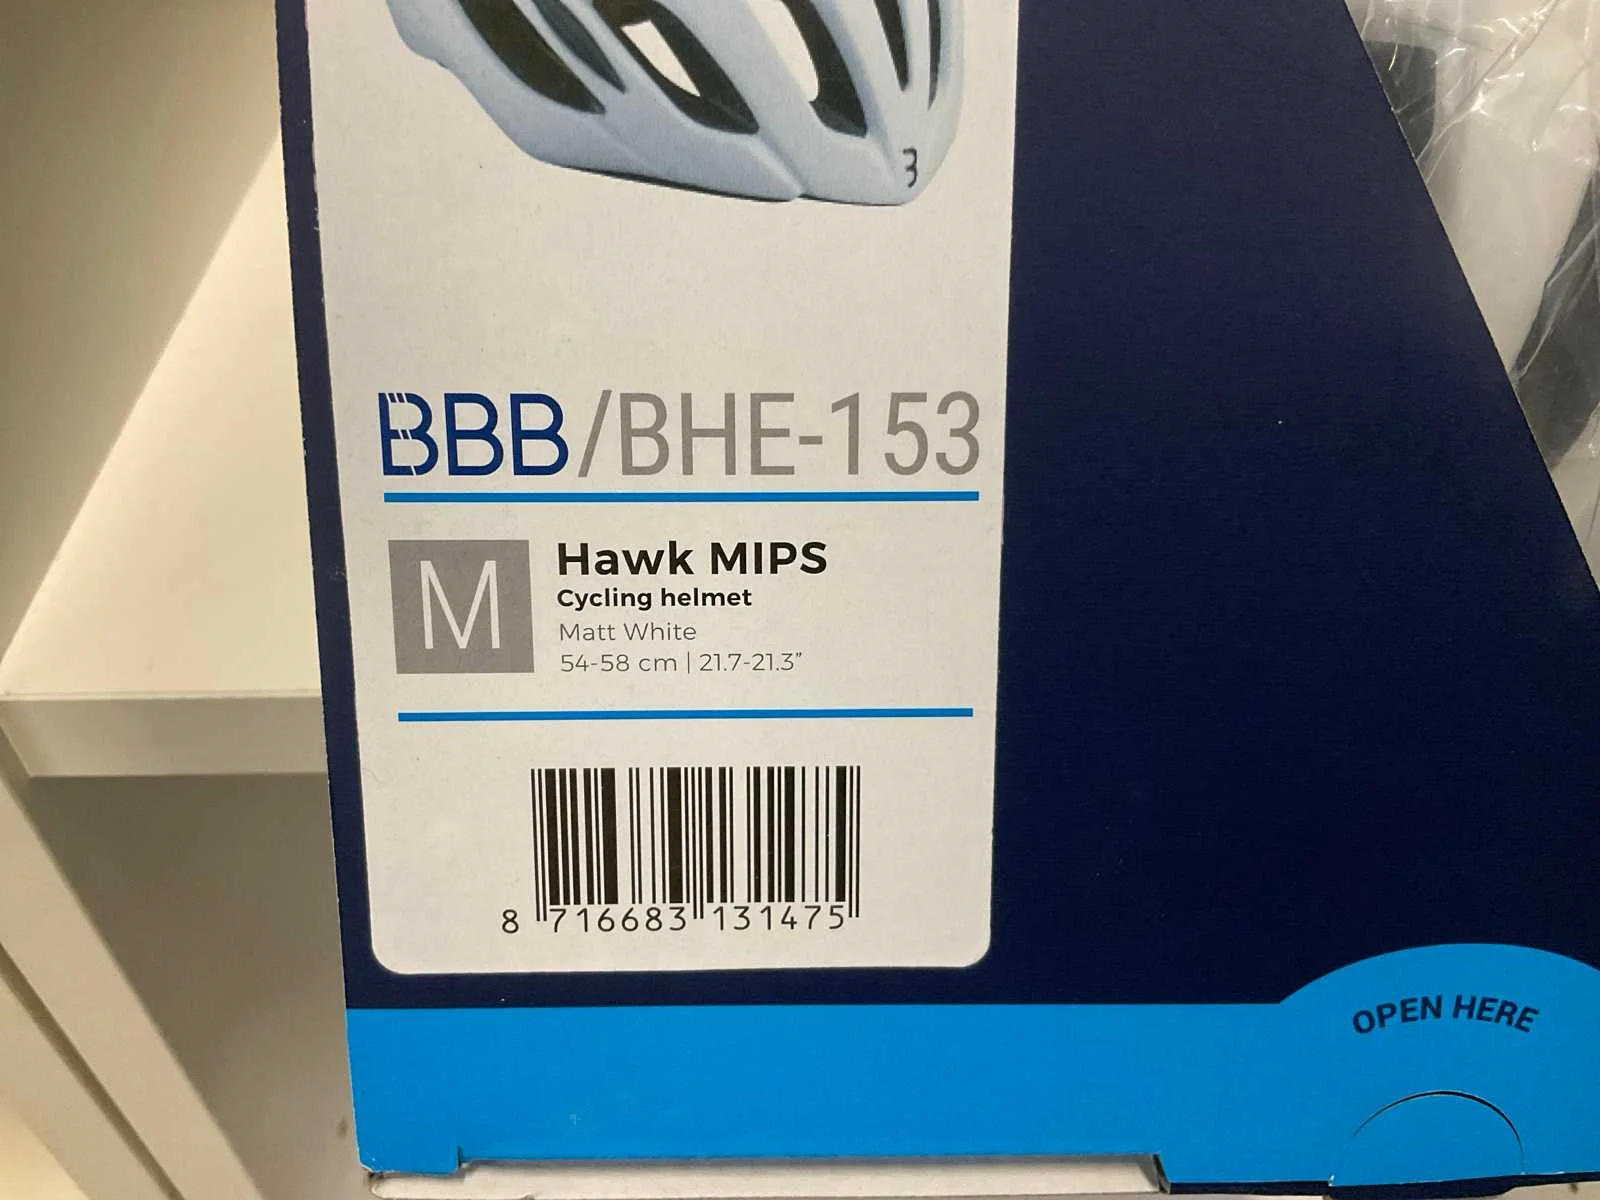 BBB/BHE-153
M
Hawk MIPS
Cycling helmet
Matt White
54-58 cm | 21.7-21.3"
8 716683 131475
OPEN HERE